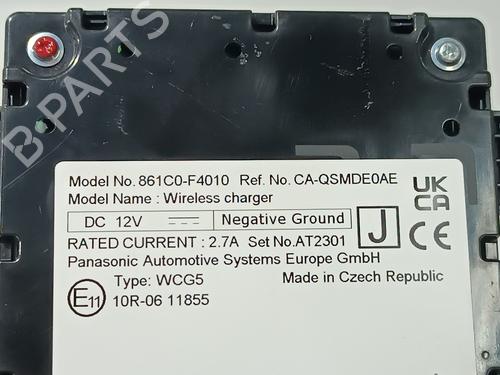 B-PARTS
Model No. 861C0-F4010 Ref. No. CA-QSMDE0AE
Model Name : Wireless charger
UK
CA
DC 12V Negative Ground
J
CE
RATED CURRENT : 2.7A Set No.AT2301
Panasonic Automotive Systems Europe GmbH
Type: WCG5 Made in Czech Republic
E11 10R-06 11855